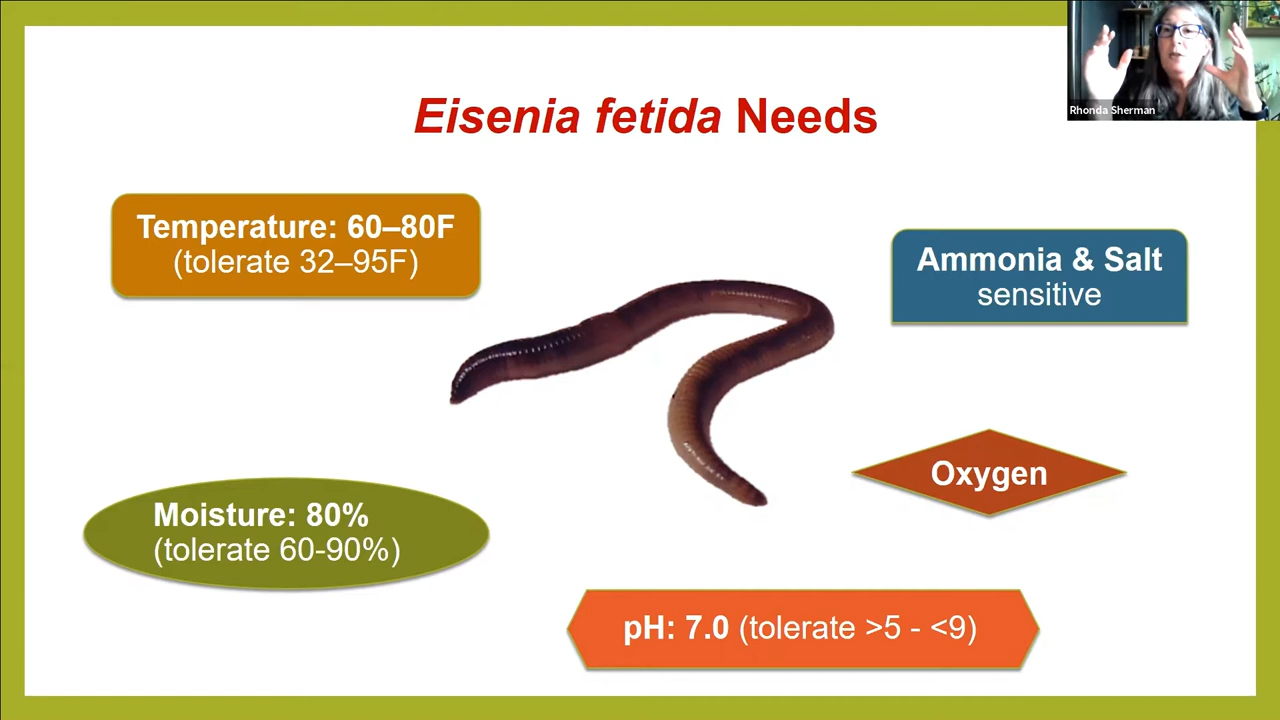 Rhonda Sherman
Eisenia fetida Needs
Temperature: 60–80F
(tolerate 32–95F)
Ammonia & Salt
sensitive
Oxygen
Moisture: 80%
(tolerate 60-90%)
pH: 7.0 (tolerate >5 - <9)